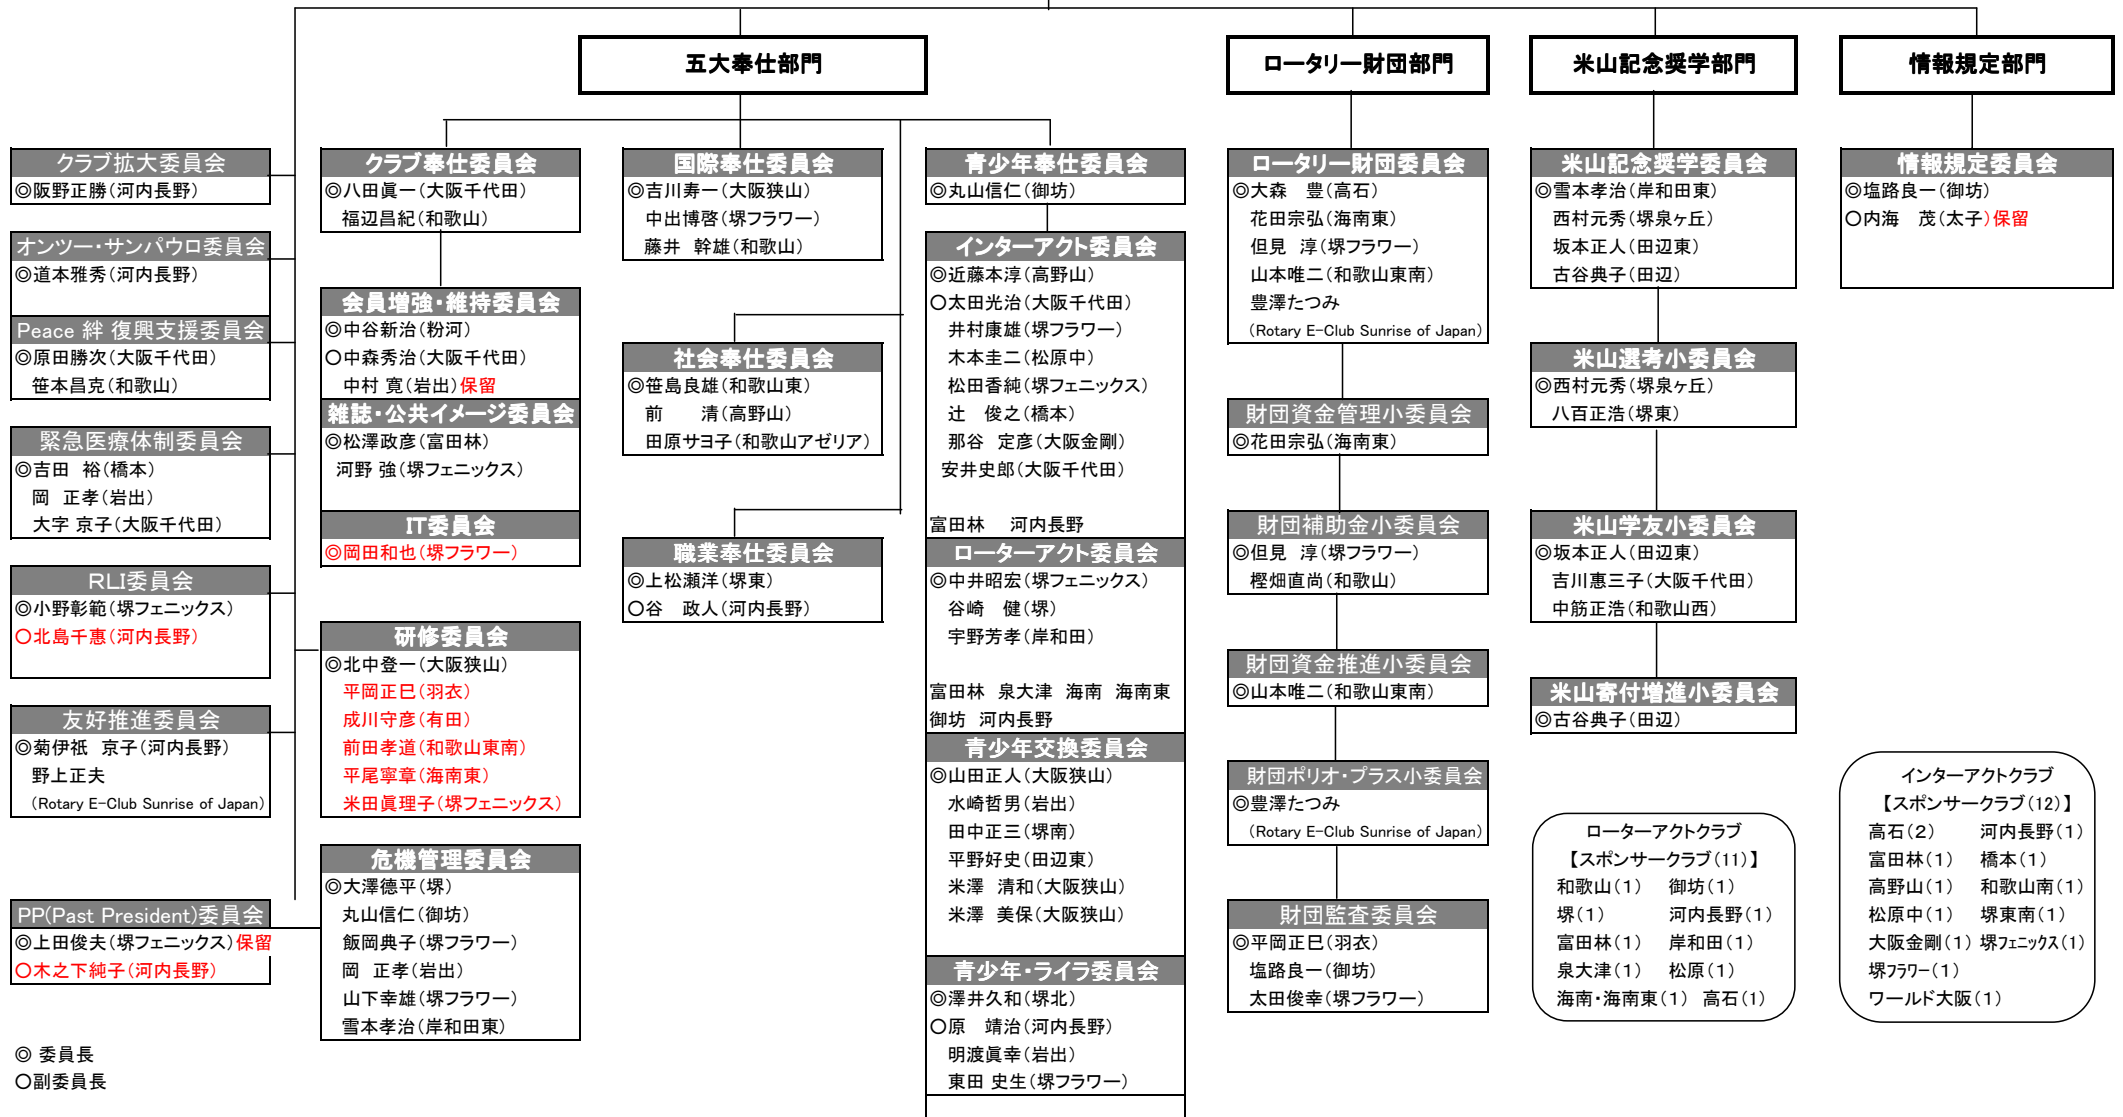 五大奉仕部門
ロータリー財団部門
米山記念奨学部門
情報規定部門
クラブ拡大委員会
◎阪野正勝(河内長野)
オンツー・サンパウロ委員会
◎道本雅秀(河内長野)
Peace 絆 復興支援委員会
◎原田勝次(大阪千代田)
笹本昌克(和歌山)
緊急医療体制委員会
◎吉田 裕(橋本)
岡 正孝(岩出)
大字 京子(大阪千代田)
RLI委員会
◎小野彰範(堺フェニックス)
○北島千恵(河内長野)
友好推進委員会
◎菊伊祇 京子(河内長野)
野上正夫
(Rotary E-Club Sunrise of Japan)
PP(Past President)委員会
◎上田俊夫(堺フェニックス)保留
○木之下純子(河内長野)
◎ 委員長
○副委員長
クラブ奉仕委員会
◎八田眞一(大阪千代田)
福辺昌紀(和歌山)
会員増強・維持委員会
◎中谷新治(粉河)
○中森秀治(大阪千代田)
中村 寛(岩出)保留
雑誌・公共イメージ委員会
◎松澤政彦(富田林)
河野 強(堺フェニックス)
IT委員会
◎岡田和也(堺フラワー)
研修委員会
◎北中登一(大阪狭山)
平岡正巳(羽衣)
成川守彦(有田)
前田孝道(和歌山東南)
平尾寧章(海南東)
米田眞理子(堺フェニックス)
危機管理委員会
◎大澤德平(堺)
丸山信仁(御坊)
飯岡典子(堺フラワー)
岡 正孝(岩出)
山下幸雄(堺フラワー)
雪本孝治(岸和田東)
国際奉仕委員会
◎吉川寿一(大阪狭山)
中出博啓(堺フラワー)
藤井 幹雄(和歌山)
社会奉仕委員会
◎笹島良雄(和歌山東)
前 清(高野山)
田原サヨ子(和歌山アゼリア)
職業奉仕委員会
◎上松瀬洋(堺東)
○谷 政人(河内長野)
青少年奉仕委員会
◎丸山信仁(御坊)
インターアクト委員会
◎近藤本淳(高野山)
○太田光治(大阪千代田)
井村康雄(堺フラワー)
木本圭二(松原中)
松田香純(堺フェニックス)
辻 俊之(橋本)
那谷 定彦(大阪金剛)
安井史郎(大阪千代田)
富田林 河内長野
ローターアクト委員会
◎中井昭宏(堺フェニックス)
谷崎 健(堺)
宇野芳孝(岸和田)
富田林 泉大津 海南 海南東
御坊 河内長野
青少年交換委員会
◎山田正人(大阪狭山)
水崎哲男(岩出)
田中正三(堺南)
平野好史(田辺東)
米澤 清和(大阪狭山)
米澤 美保(大阪狭山)
青少年・ライラ委員会
◎澤井久和(堺北)
○原 靖治(河内長野)
明渡眞幸(岩出)
東田 史生(堺フラワー)
ロータリー財団委員会
◎大森 豊(高石)
花田宗弘(海南東)
但見 淳(堺フラワー)
山本唯二(和歌山東南)
豊澤たつみ
(Rotary E-Club Sunrise of Japan)
財団資金管理小委員会
◎花田宗弘(海南東)
財団補助金小委員会
◎但見 淳(堺フラワー)
樫畑直尚(和歌山)
財団資金推進小委員会
◎山本唯二(和歌山東南)
財団ポリオ・プラス小委員会
◎豊澤たつみ
(Rotary E-Club Sunrise of Japan)
財団監査委員会
◎平岡正巳(羽衣)
塩路良一(御坊)
太田俊幸(堺フラワー)
米山記念奨学委員会
◎雪本孝治(岸和田東)
西村元秀(堺泉ヶ丘)
坂本正人(田辺東)
古谷典子(田辺)
米山選考小委員会
◎西村元秀(堺泉ヶ丘)
八百正浩(堺東)
米山学友小委員会
◎坂本正人(田辺東)
吉川惠三子(大阪千代田)
中筋正浩(和歌山西)
米山寄付増進小委員会
◎古谷典子(田辺)
ローターアクトクラブ
【スポンサークラブ(11)】
和歌山(1) 御坊(1)
堺(1) 河内長野(1)
富田林(1) 岸和田(1)
泉大津(1) 松原(1)
海南・海南東(1) 高石(1)
情報規定委員会
◎塩路良一(御坊)
○内海 茂(太子)保留
インターアクトクラブ
【スポンサークラブ(12)】
高石(2) 河内長野(1)
富田林(1) 橋本(1)
高野山(1) 和歌山南(1)
松原中(1) 堺東南(1)
大阪金剛(1) 堺フェニックス(1)
堺フラワー(1)
ワールド大阪(1)